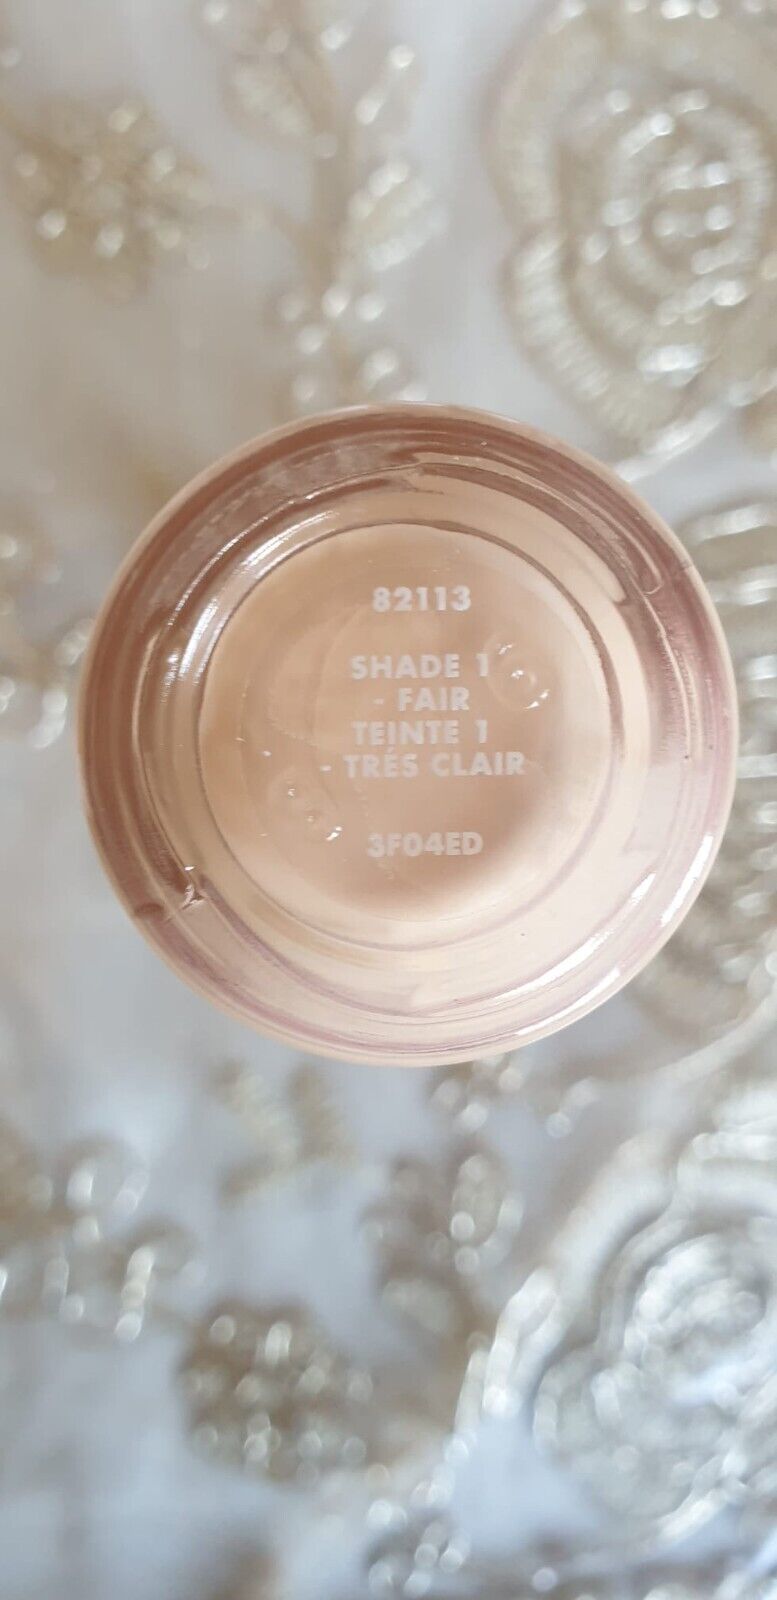 82113
SHADE 1
- FAIR
TEINTE 1
- TRÉS CLAIR
3F04ED